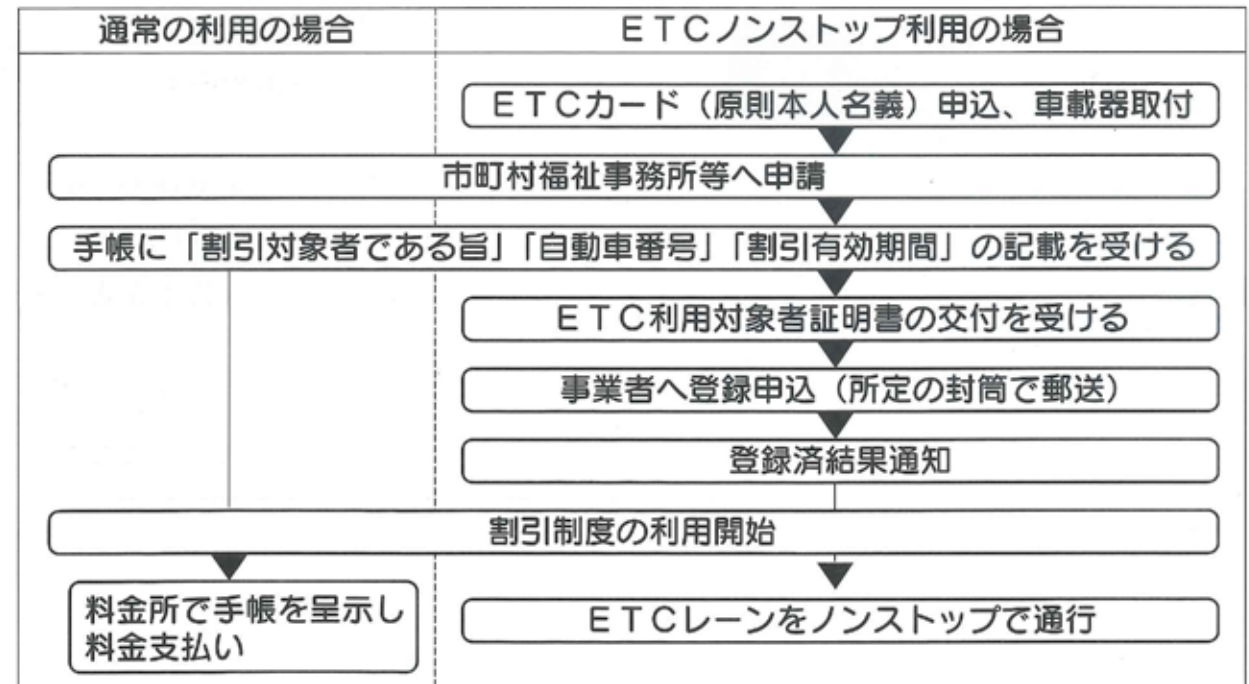 通常の利用の場合
ＥＴＣノンストップ利用の場合
ＥＴＣカード（原則本人名義）申込、車載器取付
市町村福祉事務所等へ申請
手帳に「割引対象者である旨」「自動車番号」「割引有効期間」の記載を受ける
ＥＴＣ利用対象者証明書の交付を受ける
事業者へ登録申込（所定の封筒で郵送）
登録済結果通知
割引制度の利用開始
料金所で手帳を呈示し
料金支払い
ＥＴＣレーンをノンストップで通行